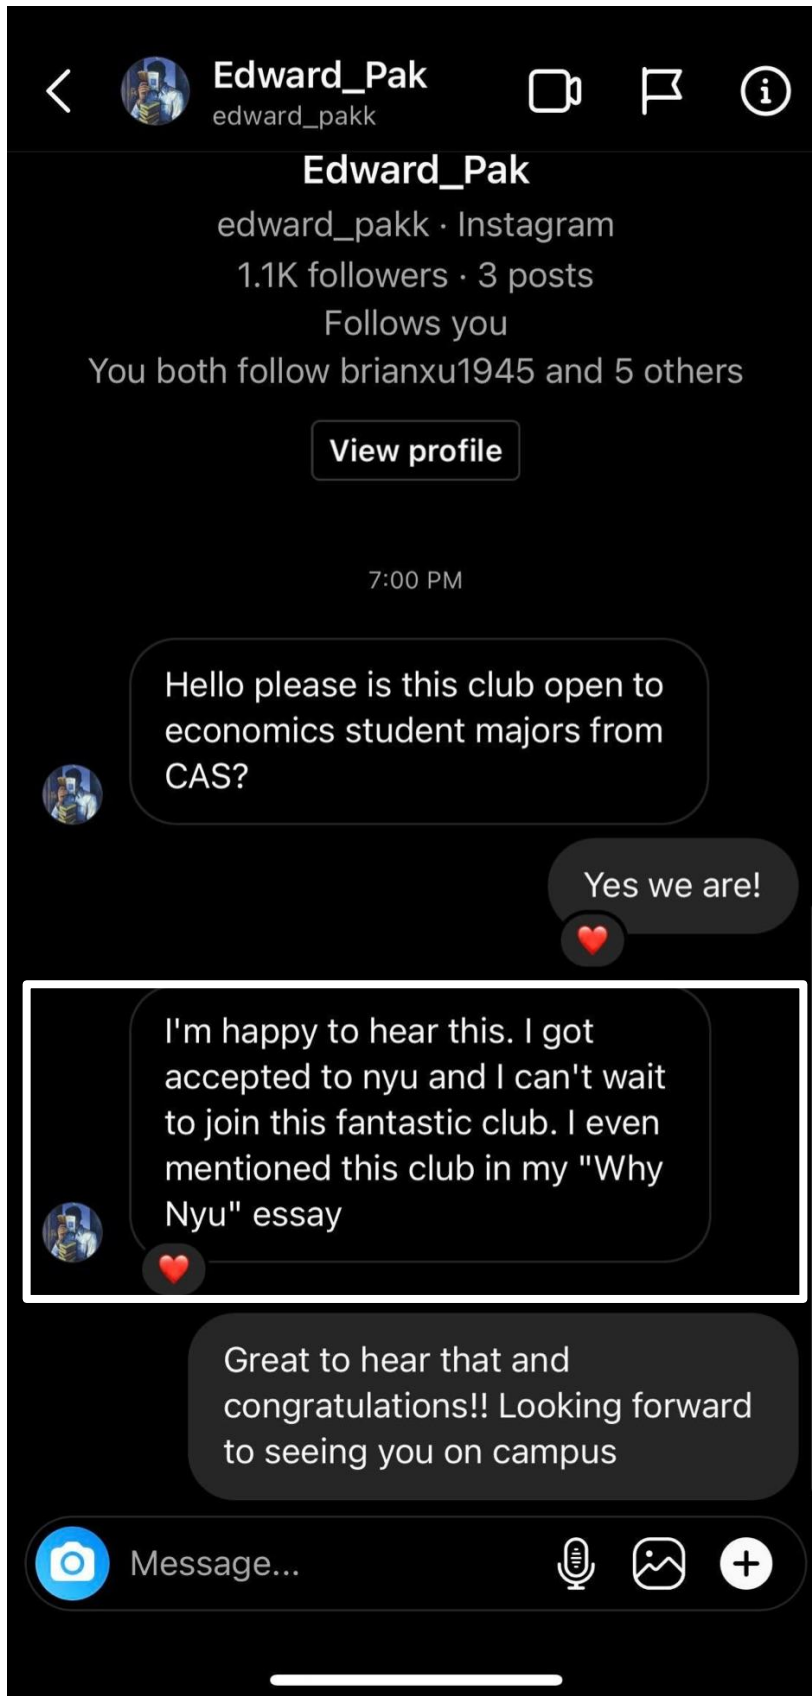 Edward_Pak
edward_pakk
Edward_Pak
edward_pakk · Instagram
1.1K followers · 3 posts
Follows you
You both follow brianxu1945 and 5 others
View profile
7:00 PM
Hello please is this club open to
economics student majors from
CAS?
Yes we are!
I'm happy to hear this. I got
accepted to nyu and I can't wait
to join this fantastic club. I even
mentioned this club in my "Why
Nyu" essay
Great to hear that and
congratulations!! Looking forward
to seeing you on campus
Message...